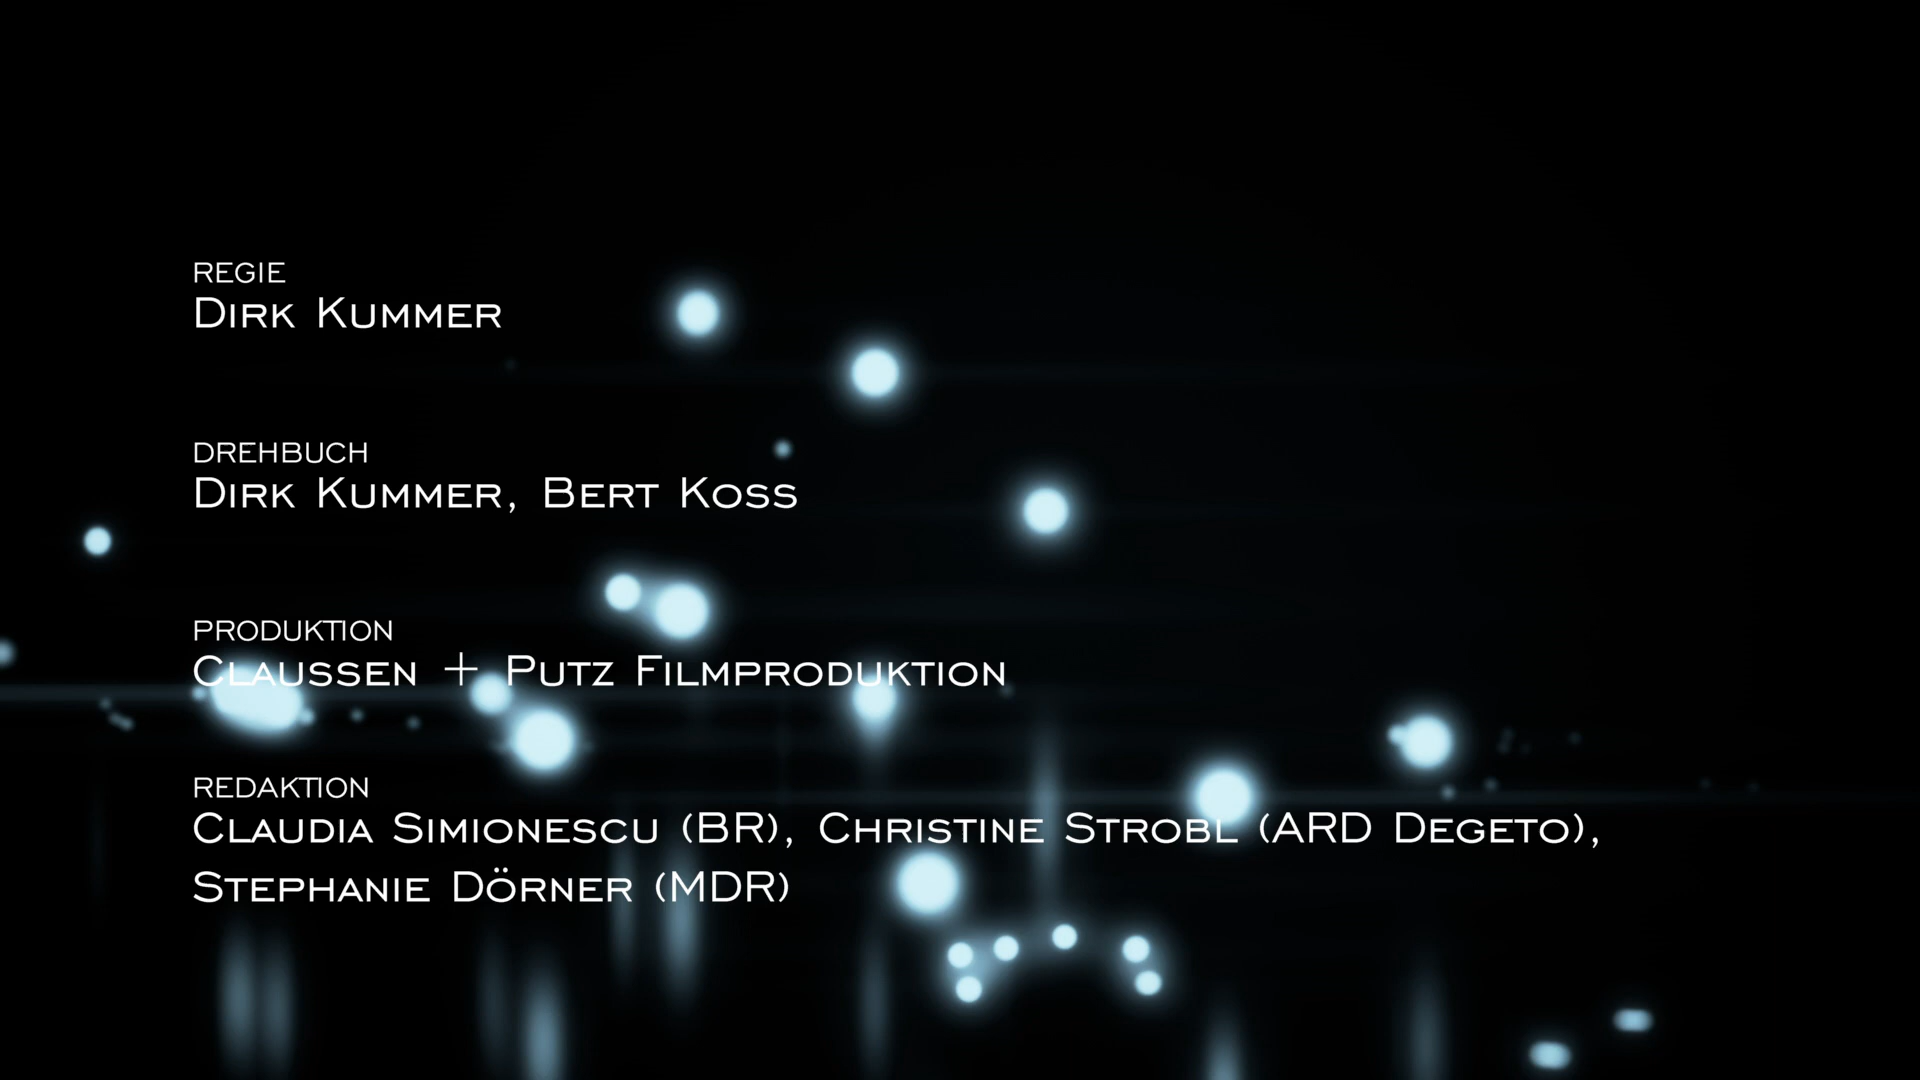 REGIE
DIRK KUMMER
DREHBUCH
DIRK KUMMER, BERT KOSS
PRODUKTION
CLAUSSEN + PUTZ FILMPRODUKTION
REDAKTION
CLAUDIA SIMIONESCU (BR), CHRISTINE STROBL (ARD DEGETO),
STEPHANIE DÖRNER (MDR)